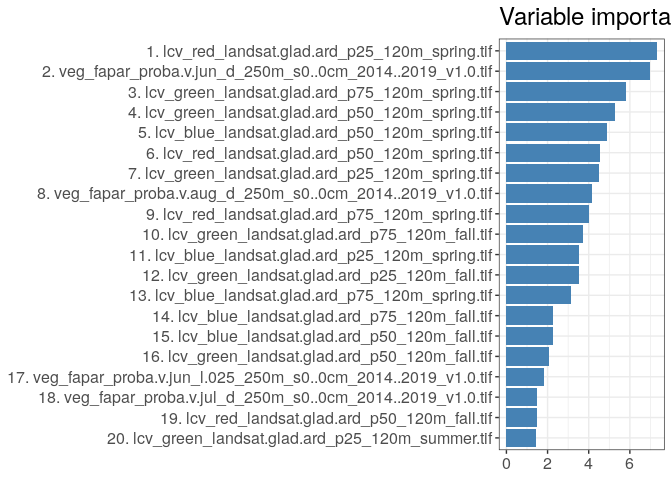 Variable importa
1. lcv_red_landsat.glad.ard_p25_120m_spring.tif
2. veg_fapar_proba.v.jun_d_250m_s0..0cm_2014..2019_v1.0.tif
3. lcv_green_landsat.glad.ard_p75_120m_spring.tif
4. lcv_green_landsat.glad.ard_p50_120m_spring.tif
5. lcv_blue_landsat.glad.ard_p50_120m_spring.tif
6. lcv_red_landsat.glad.ard_p50_120m_spring.tif
7. lcv_green_landsat.glad.ard_p25_120m_spring.tif
8. veg_fapar_proba.v.aug_d_250m_s0..0cm_2014..2019_v1.0.tif
9. lcv_red_landsat.glad.ard_p75_120m_spring.tif
10. lcv_green_landsat.glad.ard_p75_120m_fall.tif
11. lcv_blue_landsat.glad.ard_p25_120m_spring.tif
12. lcv_green_landsat.glad.ard_p25_120m_fall.tif
13. lcv_blue_landsat.glad.ard_p75_120m_spring.tif
14. lcv_blue_landsat.glad.ard_p75_120m_fall.tif
15. lcv_blue_landsat.glad.ard_p50_120m_fall.tif
16. lcv_green_landsat.glad.ard_p50_120m_fall.tif
17. veg_fapar_proba.v.jun_l.025_250m_s0..0cm_2014..2019_v1.0.tif
18. veg_fapar_proba.v.jul_d_250m_s0..0cm_2014..2019_v1.0.tif
19. lcv_red_landsat.glad.ard_p50_120m_fall.tif
20. lcv_green_landsat.glad.ard_p25_120m_summer.tif
0 2 4 6